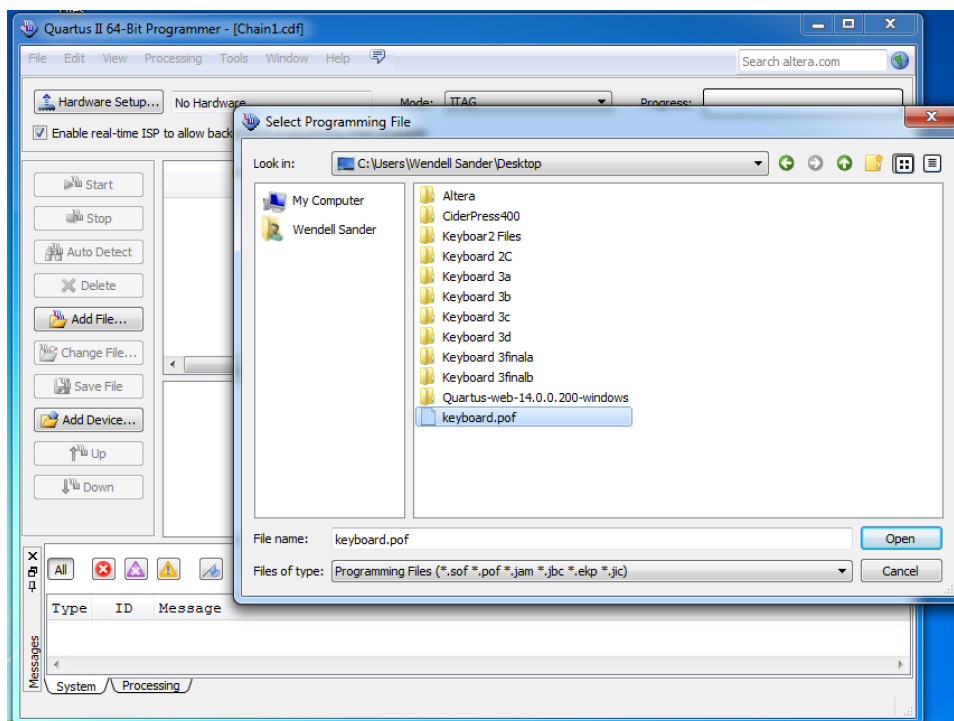 Quartus II 64-Bit Programmer - [Chain1.cdf]
File Edit View Processing Tools Window Help
Search altera.com
Hardware Setup... No Hardware Mode: JTAG Progress:
Enable real-time ISP to allow back
Start
Stop
Auto Detect
Delete
Add File...
Change File...
Save File
Add Device...
Up
Down
Select Programming File
Look in: C:\Users\Wendell Sander\Desktop
My Computer
Wendell Sander
Altera
CiderPress400
Keyboar2 Files
Keyboard 2C
Keyboard 3a
Keyboard 3b
Keyboard 3c
Keyboard 3d
Keyboard 3finala
Keyboard 3finalb
Quartus-web-14.0.0.200-windows
keyboard.pof
File name: keyboard.pof Open
Files of type: Programming Files (*.sof *.pof *.jam *.jbc *.ekp *.jic) Cancel
All
Type ID Message
Messages
System Processing